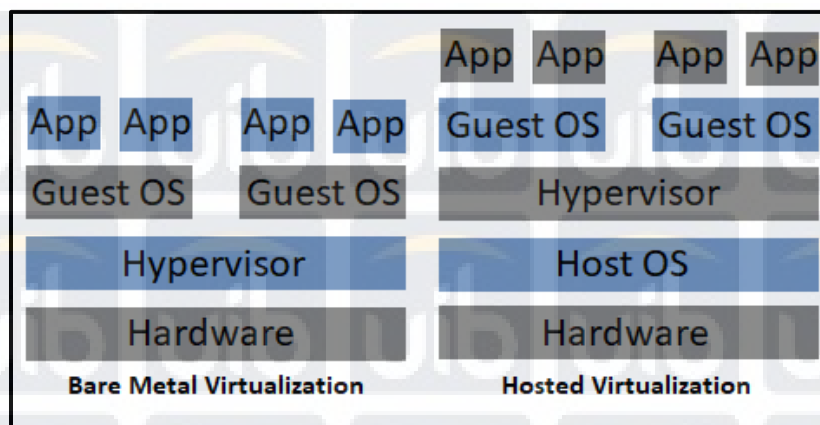 App App App App
Guest OS Guest OS
Hypervisor
Hardware
Bare Metal Virtualization
App App App App
Guest OS Guest OS
Hypervisor
Host OS
Hardware
Hosted Virtualization
uib